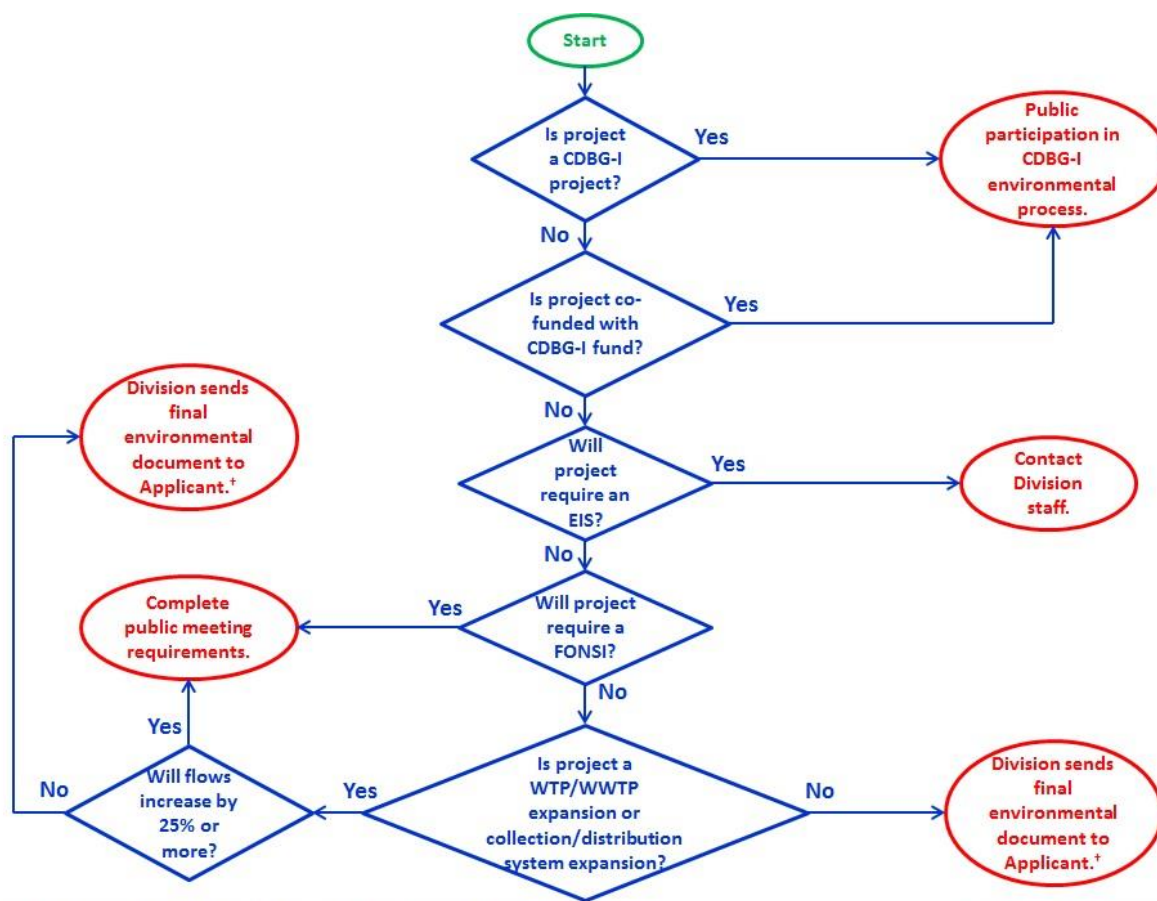 Start
Is project
a CDBG-I
project?
Yes
Public
participation in
CDBG-I
environmental
process.
No
Is project co-
funded with
CDBG-I fund?
Yes
No
Division sends
final
environmental
document to
Applicant.†
Will
project
require an
EIS?
Yes
Contact
Division
staff.
No
Will project
require a
FONSI?
Yes
Complete
public meeting
requirements.
No
Yes
Is project a
WTP/WWTP
expansion or
collection/distribution
system expansion?
Yes
Will flows
increase by
25% or
more?
No
No
Division sends
final
environmental
document to
Applicant.†